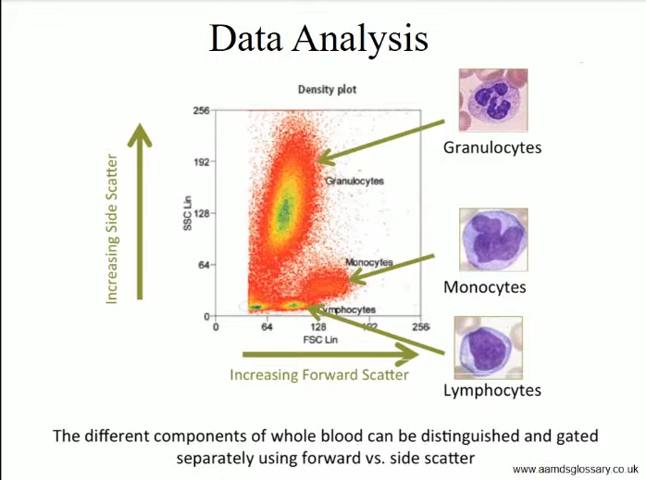 Data Analysis
Density plot
256
192
128
64
0
SSC Lin
Increasing Side Scatter
Granulocytes
Monocytes
Lymphocytes
0 64 128 192 256
FSC Lin
Increasing Forward Scatter
Granulocytes
Monocytes
Lymphocytes
The different components of whole blood can be distinguished and gated
separately using forward vs. side scatter
www.aamdsglossary.co.uk